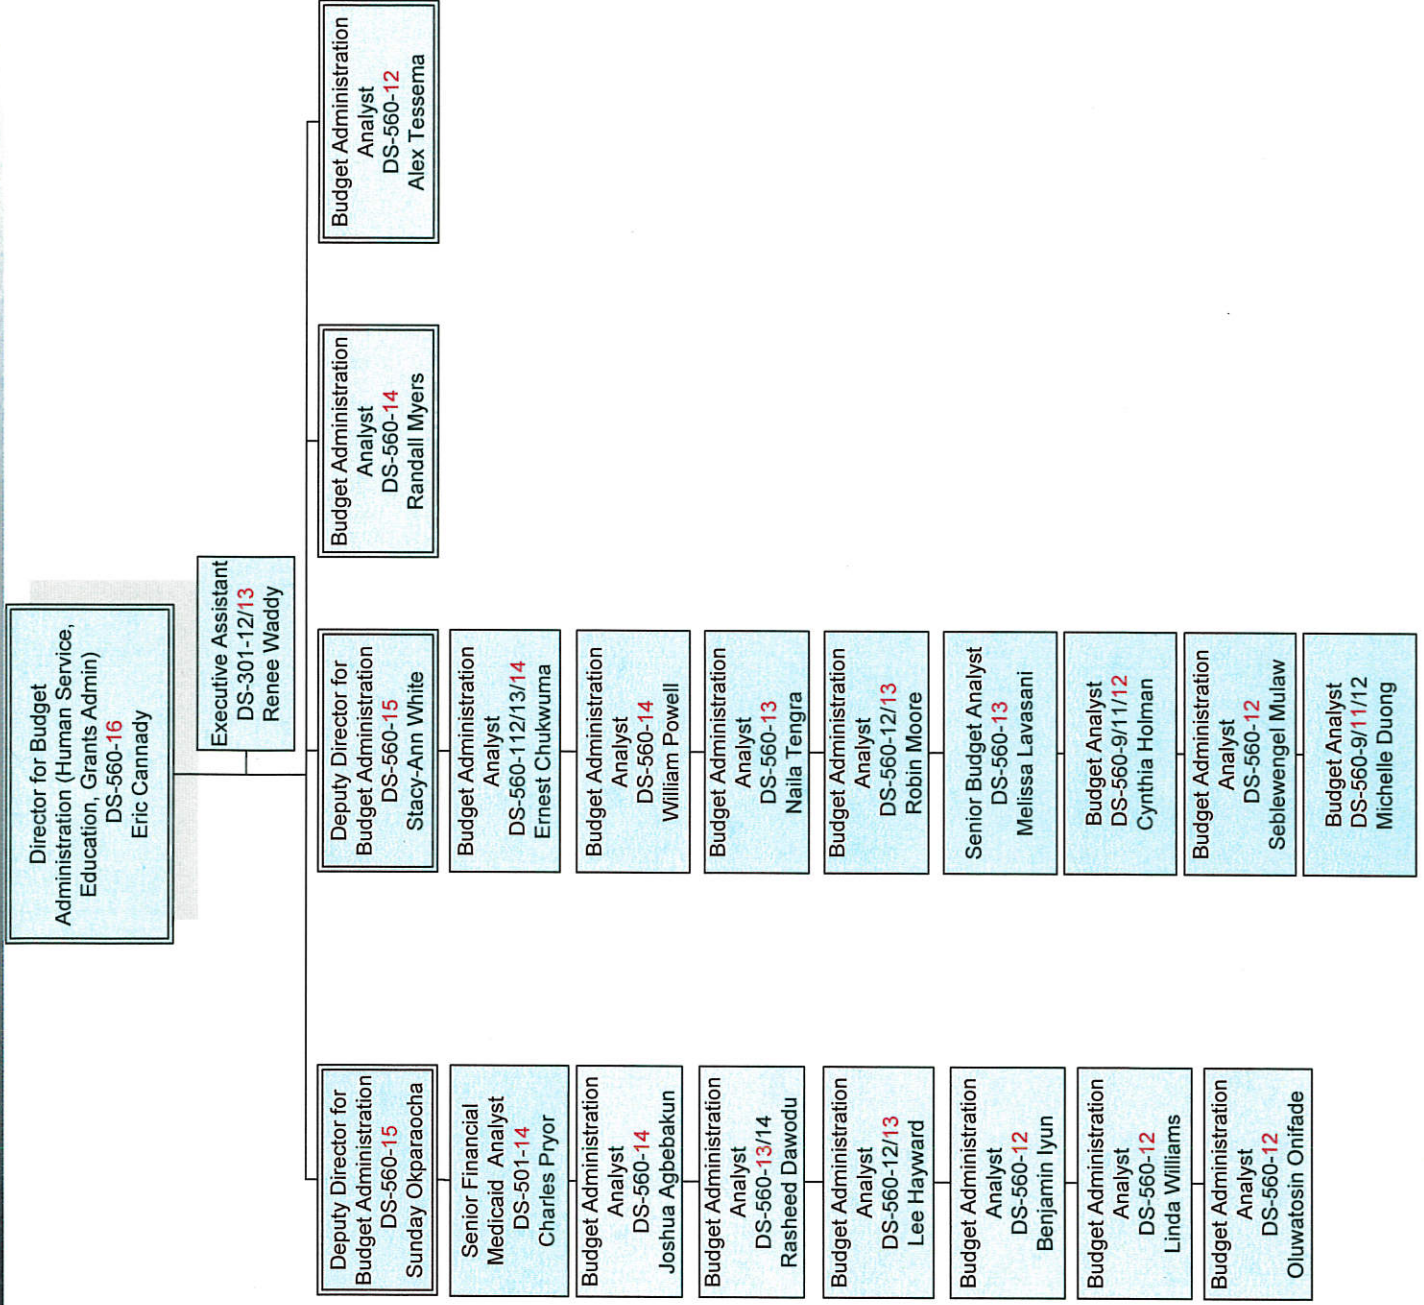 Director for Budget
Administration (Human Service,
Education, Grants Admin)
DS-560-16
Eric Cannady
Executive Assistant
DS-301-12/13
Renee Waddy
Deputy Director for
Budget Administration
DS-560-15
Sunday Okparaocha
Senior Financial
Medicaid Analyst
DS-501-14
Charles Pryor
Budget Administration
Analyst
DS-560-14
Joshua Agbebakun
Budget Administration
Analyst
DS-560-13/14
Rasheed Dawodu
Budget Administration
Analyst
DS-560-12/13
Lee Hayward
Budget Administration
Analyst
DS-560-12
Benjamin Iyun
Budget Administration
Analyst
DS-560-12
Linda Williams
Budget Administration
Analyst
DS-560-12
Oluwatosin Onifade
Deputy Director for
Budget Administration
DS-560-15
Stacy-Ann White
Budget Administration
Analyst
DS-560-112/13/14
Ernest Chukwuma
Budget Administration
Analyst
DS-560-14
William Powell
Budget Administration
Analyst
DS-560-13
Naila Tengra
Budget Administration
Analyst
DS-560-12/13
Robin Moore
Senior Budget Analyst
DS-560-13
Melissa Lavasani
Budget Analyst
DS-560-9/11/12
Cynthia Holman
Budget Administration
Analyst
DS-560-12
Seblewengel Mulaw
Budget Analyst
DS-560-9/11/12
Michelle Duong
Budget Administration
Analyst
DS-560-14
Randall Myers
Budget Administration
Analyst
DS-560-12
Alex Tessema